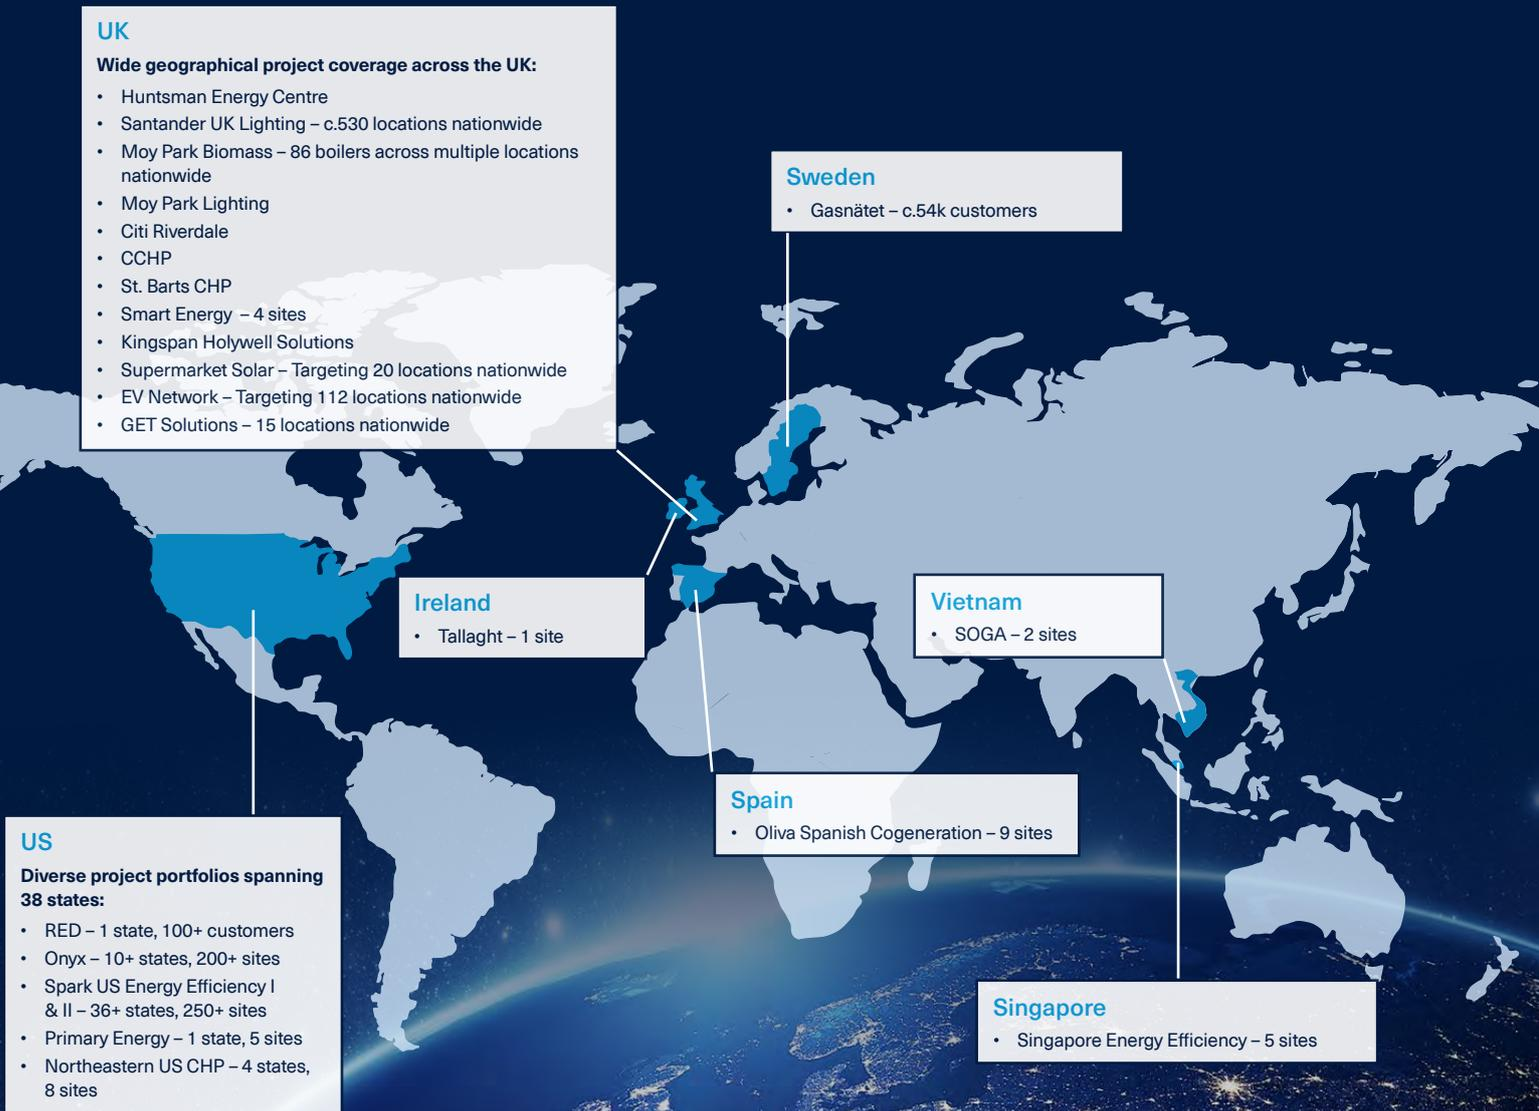 UK
Wide geographical project coverage across the UK:
• Huntsman Energy Centre
• Santander UK Lighting – c.530 locations nationwide
• Moy Park Biomass – 86 boilers across multiple locations
nationwide
• Moy Park Lighting
• Citi Riverdale
• CCHP
• St. Barts CHP
• Smart Energy – 4 sites
• Kingspan Holywell Solutions
• Supermarket Solar – Targeting 20 locations nationwide
• EV Network – Targeting 112 locations nationwide
• GET Solutions – 15 locations nationwide
Sweden
• Gasnätet – c.54k customers
Ireland
• Tallaght – 1 site
Vietnam
• SOGA – 2 sites
Spain
• Oliva Spanish Cogeneration – 9 sites
US
Diverse project portfolios spanning
38 states:
• RED – 1 state, 100+ customers
• Onyx – 10+ states, 200+ sites
• Spark US Energy Efficiency I
& II – 36+ states, 250+ sites
• Primary Energy – 1 state, 5 sites
• Northeastern US CHP – 4 states,
8 sites
Singapore
• Singapore Energy Efficiency – 5 sites